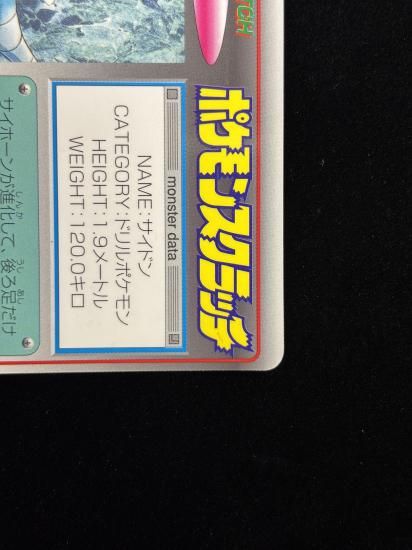 TCH
ポケモンスクラッチ
monster data
NAME:サイドン
CATEGORY:ドリルポケモン
HEIGHT:1.9メートル
WEIGHT:120.0キロ
サイホーンが進化して、後ろ足だけ